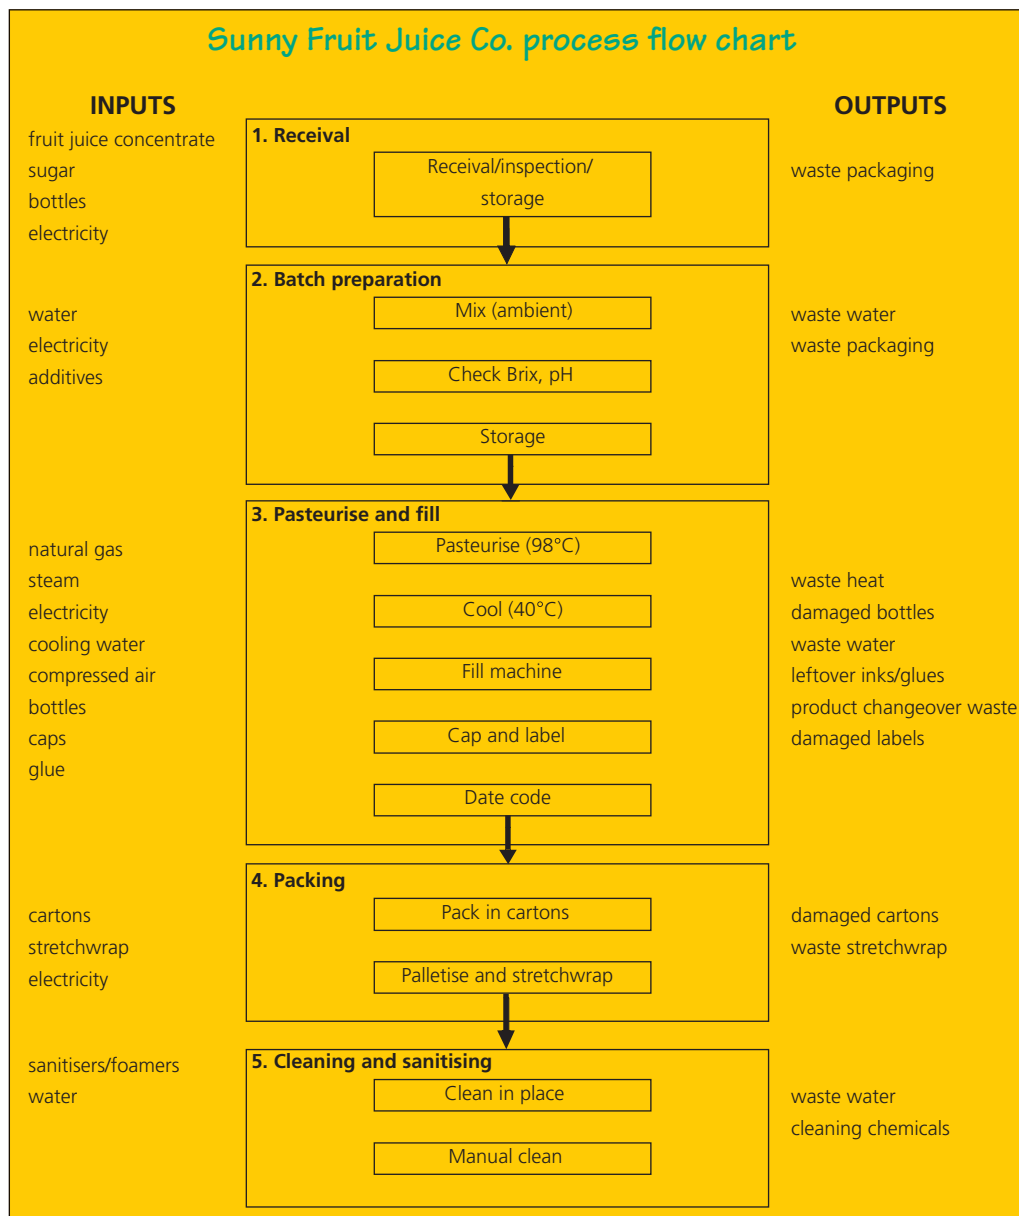 Sunny Fruit Juice Co. process flow chart
INPUTS
OUTPUTS
fruit juice concentrate
sugar
bottles
electricity
1. Receival
Receival/inspection/
storage
waste packaging
water
electricity
additives
2. Batch preparation
Mix (ambient)
Check Brix, pH
Storage
waste water
waste packaging
natural gas
steam
electricity
cooling water
compressed air
bottles
caps
glue
3. Pasteurise and fill
Pasteurise (98°C)
Cool (40°C)
Fill machine
Cap and label
Date code
waste heat
damaged bottles
waste water
leftover inks/glues
product changeover waste
damaged labels
cartons
stretchwrap
electricity
4. Packing
Pack in cartons
Palletise and stretchwrap
damaged cartons
waste stretchwrap
sanitisers/foamers
water
5. Cleaning and sanitising
Clean in place
Manual clean
waste water
cleaning chemicals